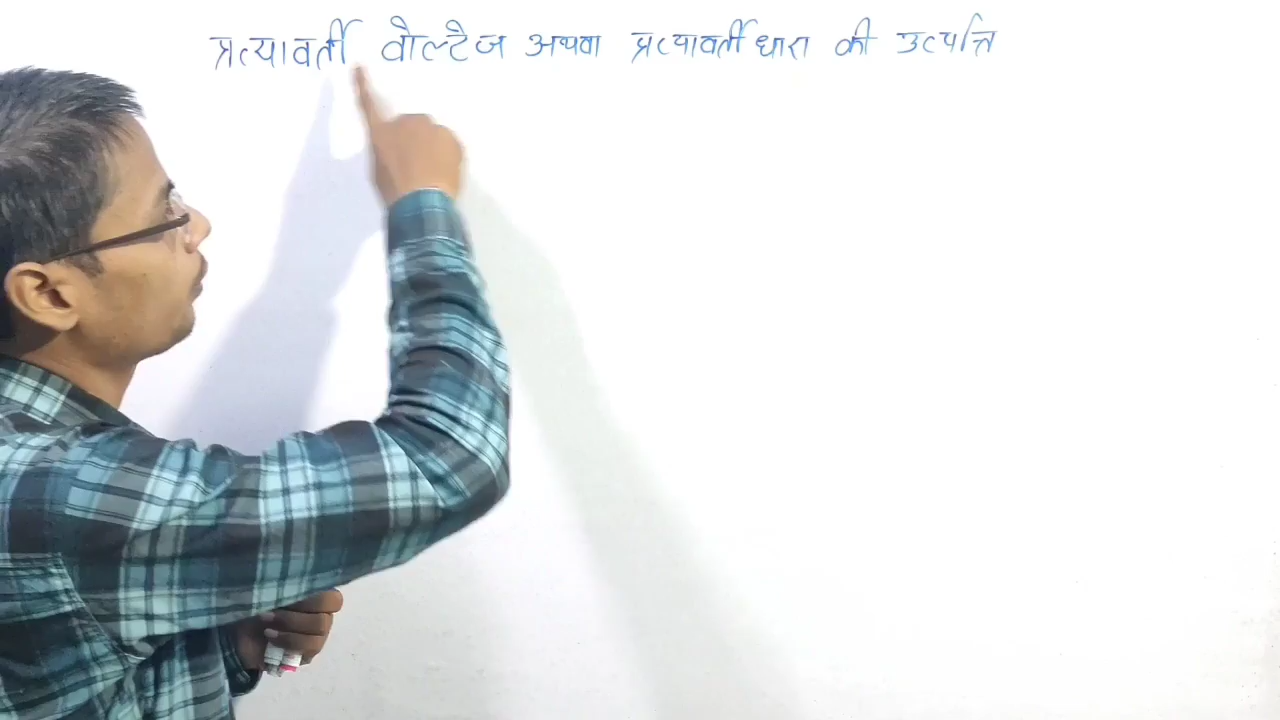 प्रत्यावर्ती वोल्टेज अथवा प्रत्यावर्ती धारा की उत्पत्ति